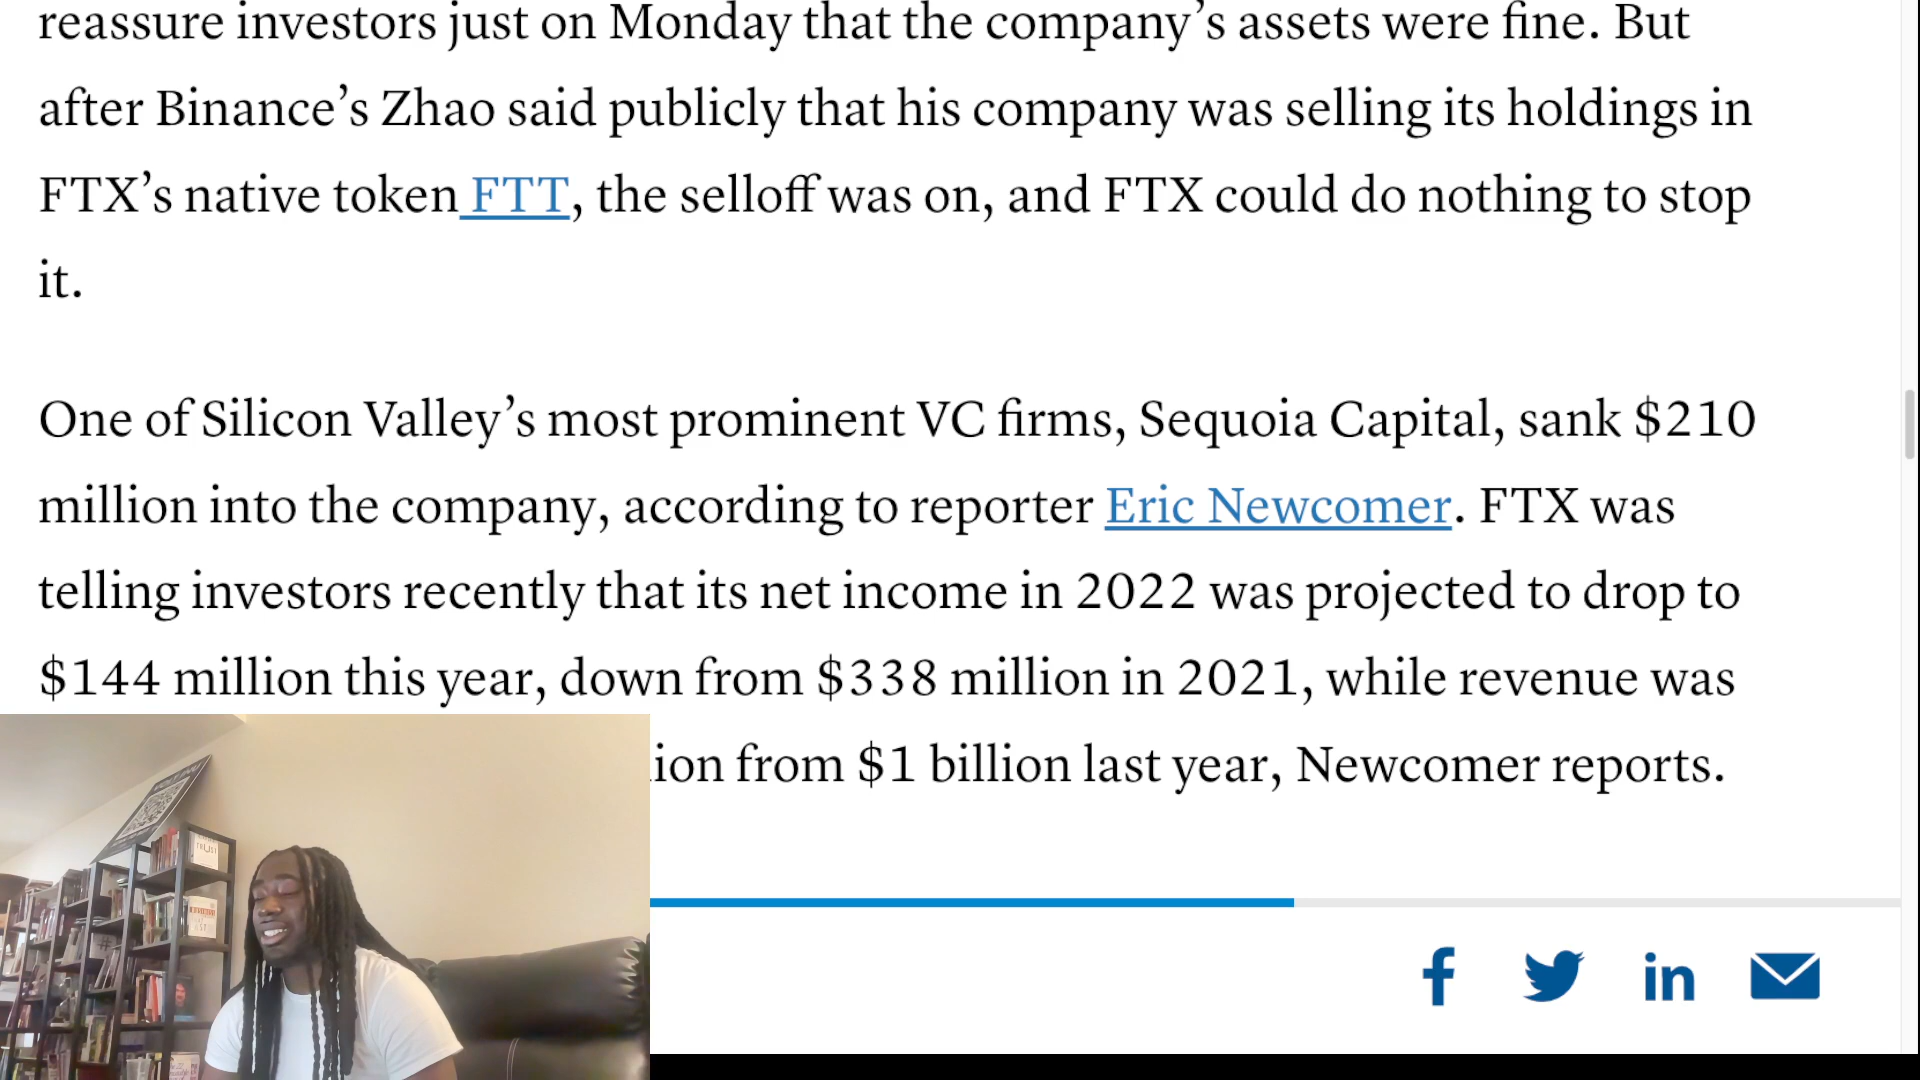 reassure investors just on Monday that the company’s assets were fine. But
after Binance’s Zhao said publicly that his company was selling its holdings in
FTX’s native token FTT, the selloff was on, and FTX could do nothing to stop
it.
One of Silicon Valley’s most prominent VC firms, Sequoia Capital, sank $210
million into the company, according to reporter Eric Newcomer. FTX was
telling investors recently that its net income in 2022 was projected to drop to
$144 million this year, down from $338 million in 2021, while revenue was
from $1 billion last year, Newcomer reports.
TRUST